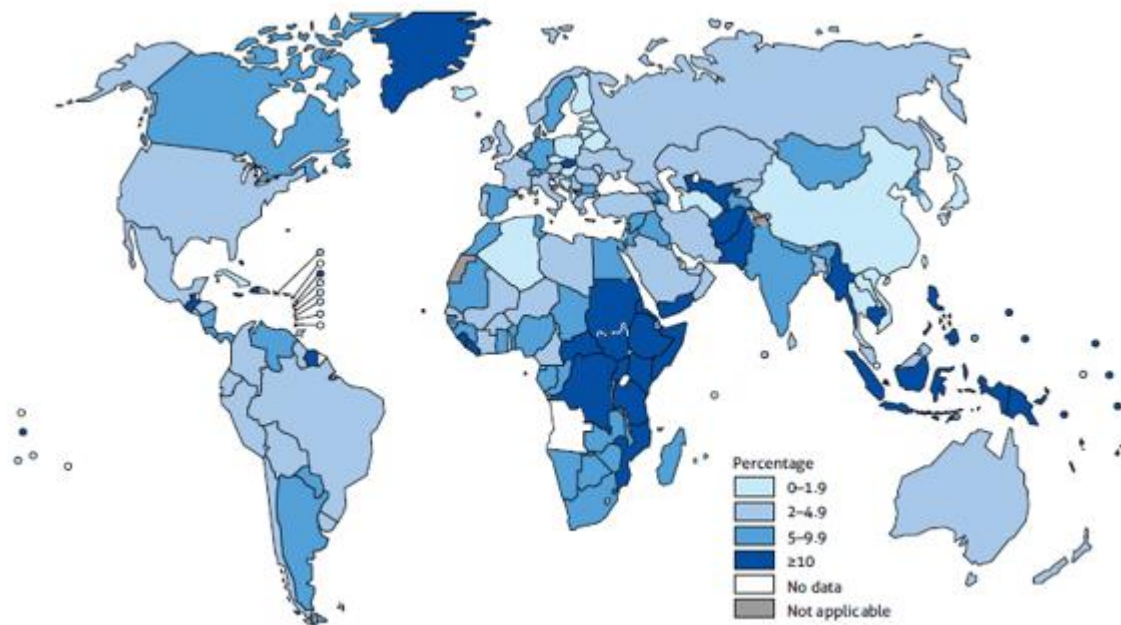 Percentage
0–1.9
2–4.9
5–9.9
≥10
No data
Not applicable